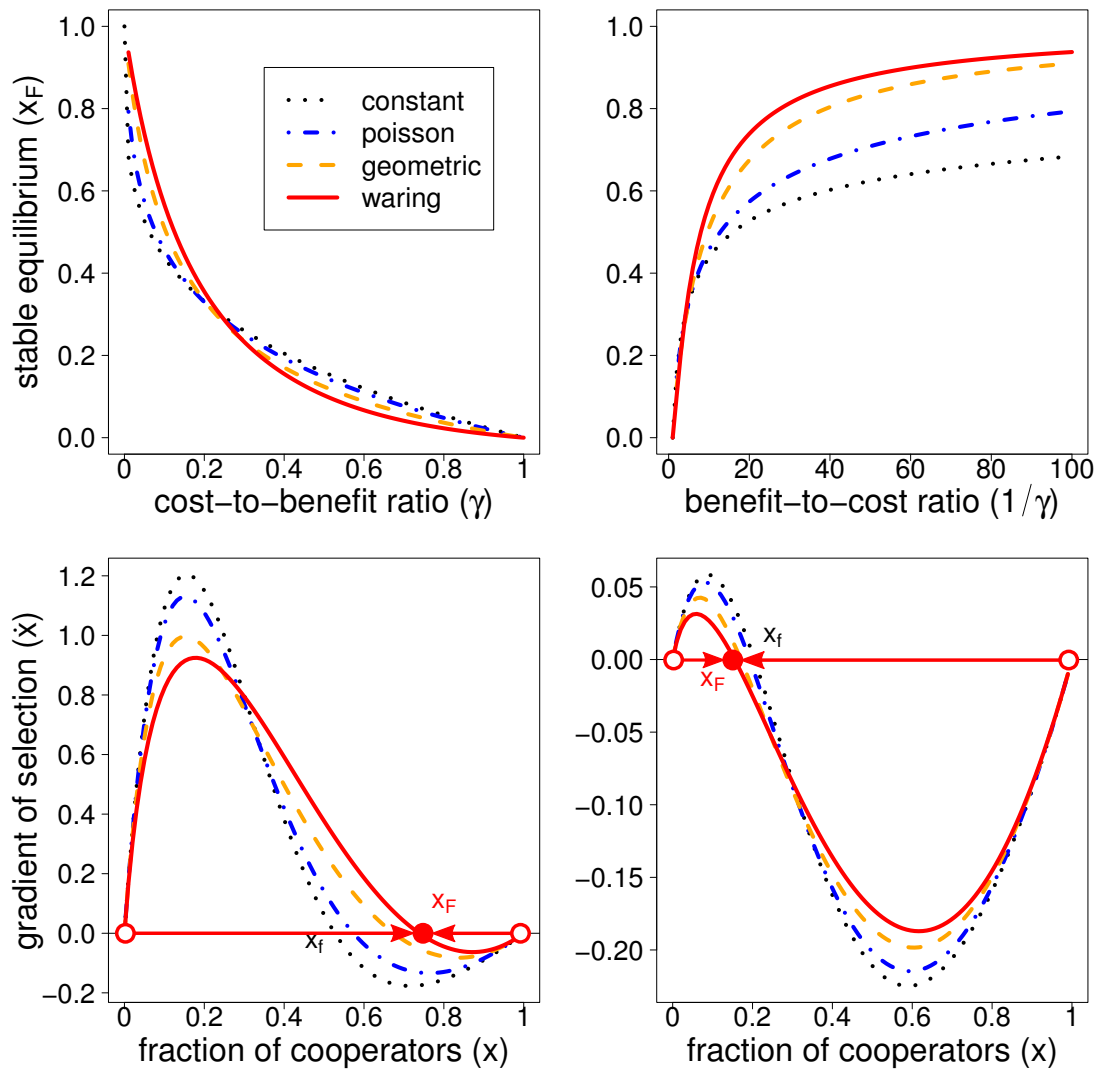 stable equilibrium (x_F)
1.0
0.8
0.6
0.4
0.2
0.0
constant
poisson
geometric
waring
0 0.2 0.4 0.6 0.8 1
cost−to−benefit ratio (γ)
1.0
0.8
0.6
0.4
0.2
0.0
0 20 40 60 80 100
benefit−to−cost ratio (1/γ)
gradient of selection (ẋ)
1.2
1.0
0.8
0.6
0.4
0.2
0.0
−0.2
x_F
x_f
0 0.2 0.4 0.6 0.8 1
fraction of cooperators (x)
0.05
0.00
−0.05
−0.10
−0.15
−0.20
x_f
x_F
0 0.2 0.4 0.6 0.8 1
fraction of cooperators (x)